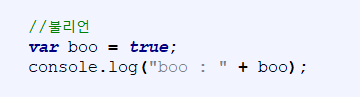 //불리언
var boo = true;
console.log("boo : " + boo);